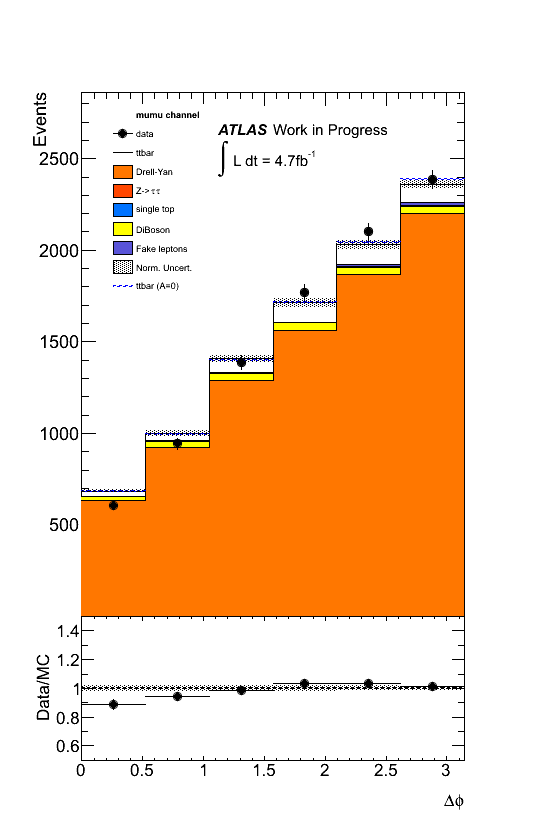 Events
mumu channel
data
ttbar
Drell-Yan
Z->ττ
single top
DiBoson
Fake leptons
Norm. Uncert.
ttbar (A=0)
ATLAS Work in Progress
∫ L dt = 4.7fb⁻¹
2500
2000
1500
1000
500
Data/MC
1.4
1.2
1
0.8
0.6
0 0.5 1 1.5 2 2.5 3
Δϕ